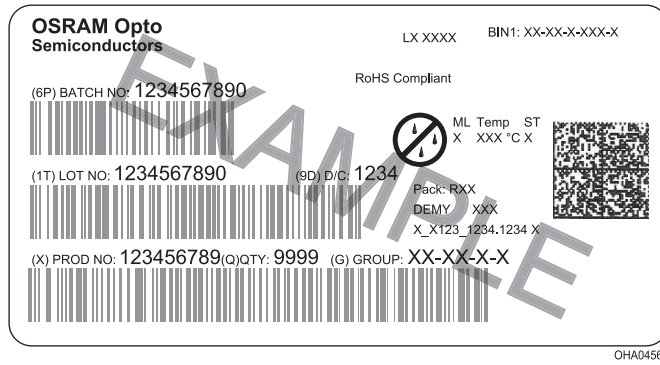 OSRAM Opto
Semiconductors
LX XXXX
BIN1: XX-XX-X-XXX-X
RoHS Compliant
(6P) BATCH NO: 1234567890
ML Temp ST
X XXX °C X
(1T) LOT NO: 1234567890 (9D) D/C: 1234
Pack: RXX
DEMY XXX
X_X123_1234.1234 X
(X) PROD NO: 123456789(Q)QTY: 9999 (G) GROUP: XX-XX-X-X
EXAMPLE
OHA0456